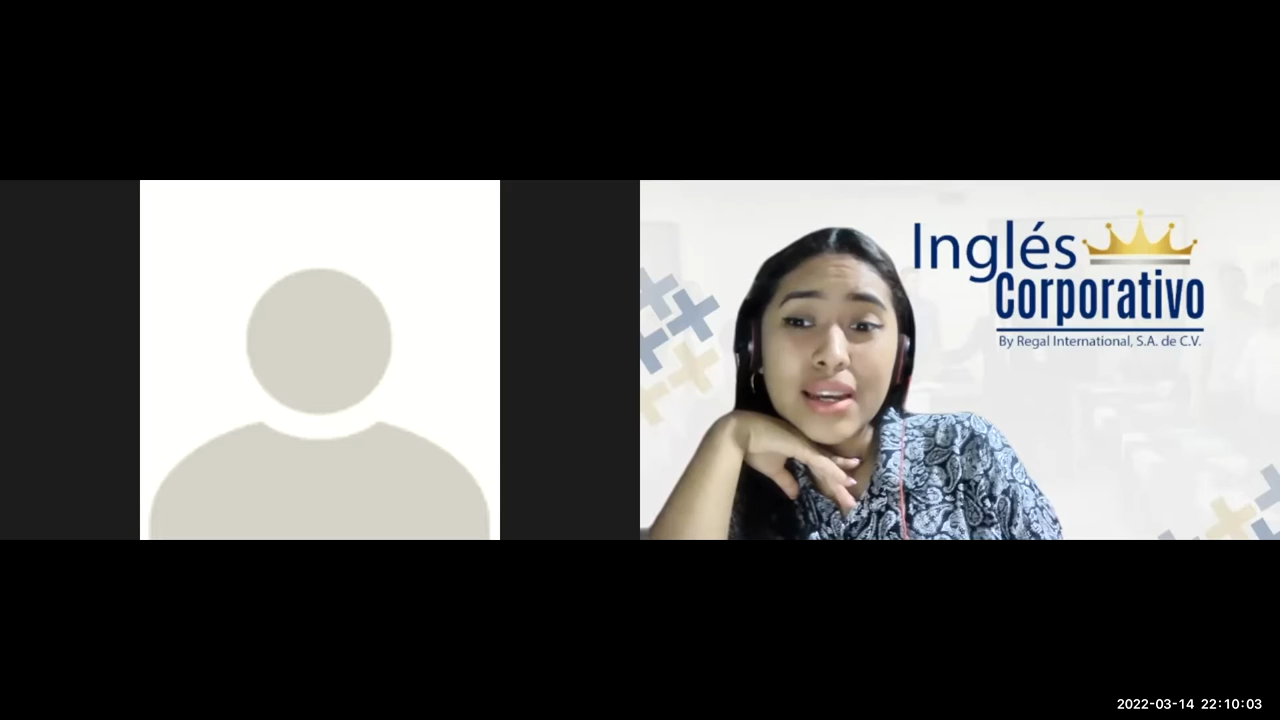 Inglés
Corporativo
By Regal International, S.A. de C.V.
2022-03-14 22:10:03